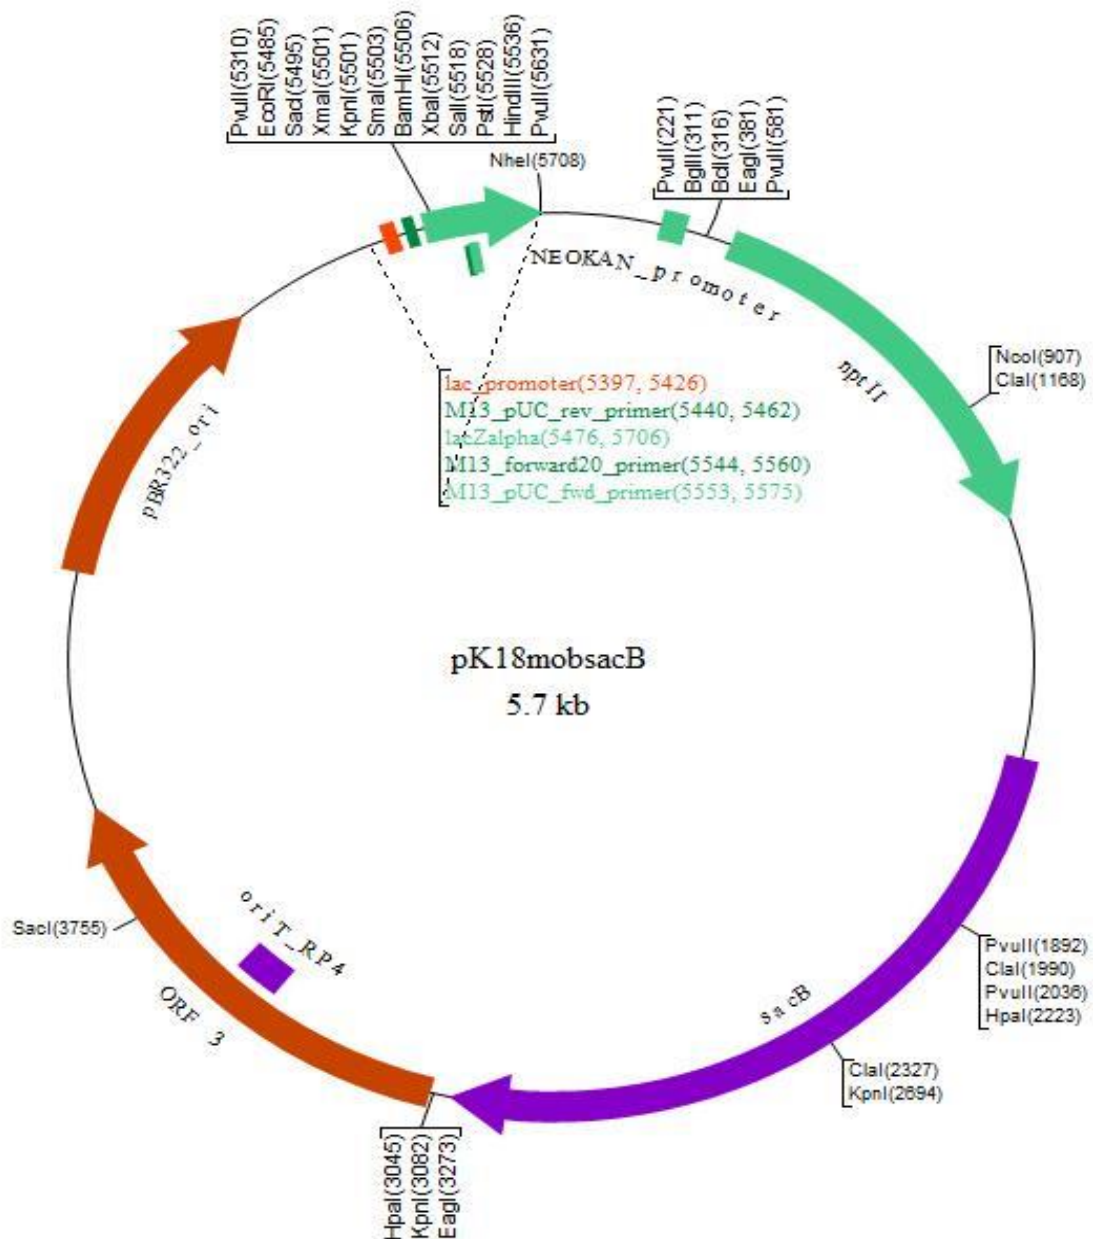 PvuII(5310)
EcoRI(5485)
SacI(5495)
XmaI(5501)
KpnI(5501)
SmaI(5503)
BamHI(5506)
XbaI(5512)
SalI(5518)
PstI(5528)
HindIII(5536)
PvuII(5631)
NheI(5708)
PvuII(221)
BglII(311)
BclI(316)
EagI(381)
PvuII(581)
NEOKAN_promoter
nptII
NcoI(907)
ClaI(1168)
lac_promoter(5397, 5426)
M13_pUC_rev_primer(5440, 5462)
lacZalpha(5476, 5706)
M13_forward20_primer(5544, 5560)
M13_pUC_fwd_primer(5553, 5575)
pBR322_ori
pK18mobsacB
5.7 kb
oriT_RP4
SacI(3755)
ORF 3
sacB
PvuII(1892)
ClaI(1990)
PvuII(2036)
HpaI(2223)
ClaI(2327)
KpnI(2694)
HpaI(3045)
KpnI(3082)
EagI(3273)